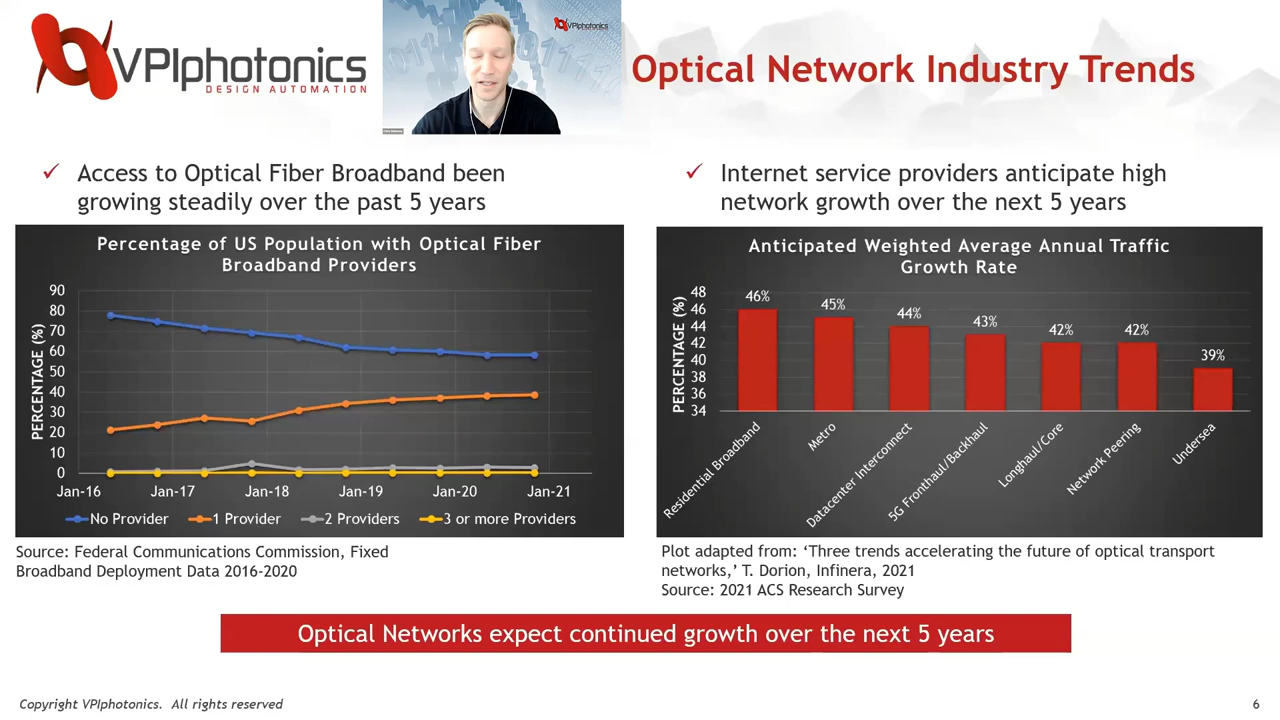 VPIphotonics
DESIGN AUTOMATION
VPIphotonics
Optical Network Industry Trends
✓ Access to Optical Fiber Broadband been
growing steadily over the past 5 years
Percentage of US Population with Optical Fiber
Broadband Providers
PERCENTAGE (%)
90
80
70
60
50
40
30
20
10
0
Jan-16 Jan-17 Jan-18 Jan-19 Jan-20 Jan-21
No Provider 1 Provider 2 Providers 3 or more Providers
Source: Federal Communications Commission, Fixed
Broadband Deployment Data 2016-2020
✓ Internet service providers anticipate high
network growth over the next 5 years
Anticipated Weighted Average Annual Traffic
Growth Rate
PERCENTAGE (%)
48
46
44
42
40
38
36
34
46% 45% 44% 43% 42% 42% 39%
Residential Broadband
Metro
Datacenter Interconnect
5G Fronthaul/Backhaul
Longhaul/Core
Network Peering
Undersea
Plot adapted from: ‘Three trends accelerating the future of optical transport
networks,’ T. Dorion, Infinera, 2021
Source: 2021 ACS Research Survey
Optical Networks expect continued growth over the next 5 years
Copyright VPIphotonics. All rights reserved
6